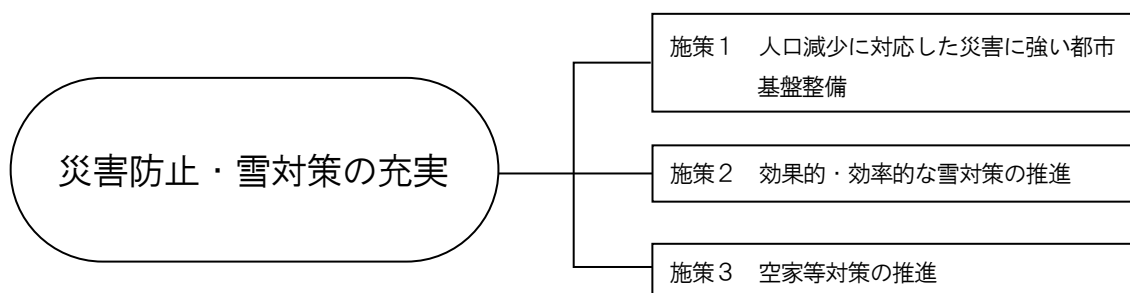 災害防止・雪対策の充実
施策１　人口減少に対応した災害に強い都市
基盤整備
施策２　効果的・効率的な雪対策の推進
施策３　空家等対策の推進